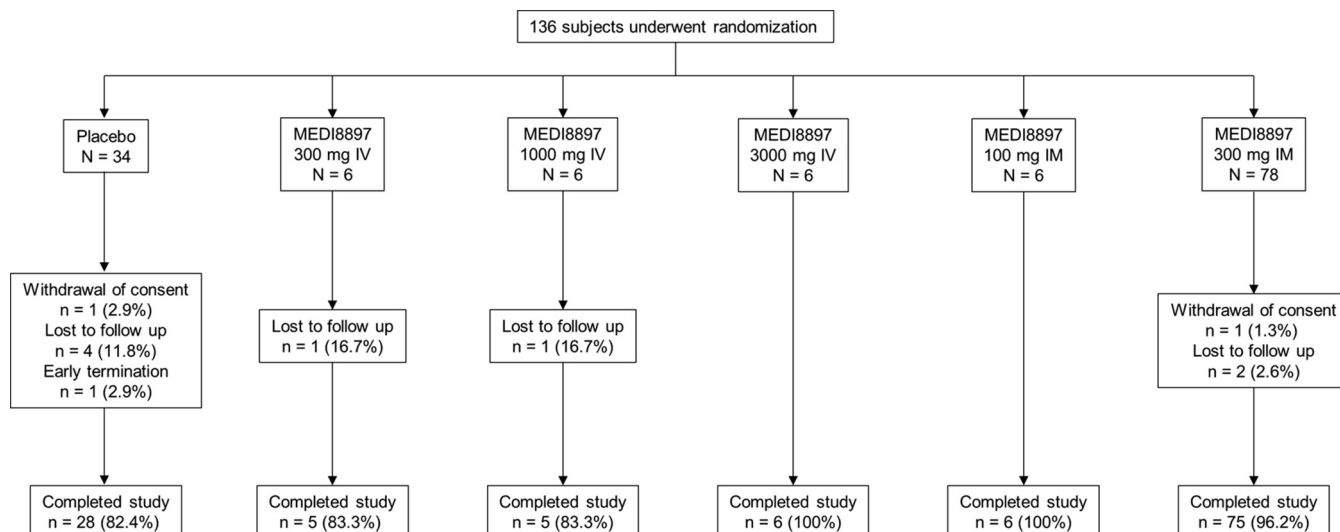 136 subjects underwent randomization
Placebo
N = 34
MEDI8897
300 mg IV
N = 6
MEDI8897
1000 mg IV
N = 6
MEDI8897
3000 mg IV
N = 6
MEDI8897
100 mg IM
N = 6
MEDI8897
300 mg IM
N = 78
Withdrawal of consent
n = 1 (2.9%)
Lost to follow up
n = 4 (11.8%)
Early termination
n = 1 (2.9%)
Lost to follow up
n = 1 (16.7%)
Lost to follow up
n = 1 (16.7%)
Withdrawal of consent
n = 1 (1.3%)
Lost to follow up
n = 2 (2.6%)
Completed study
n = 28 (82.4%)
Completed study
n = 5 (83.3%)
Completed study
n = 5 (83.3%)
Completed study
n = 6 (100%)
Completed study
n = 6 (100%)
Completed study
n = 75 (96.2%)